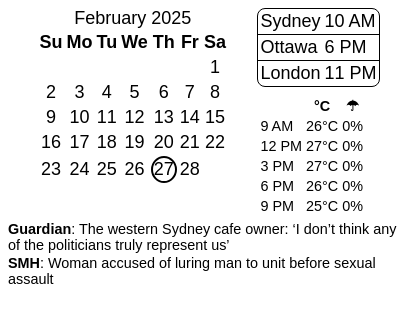 February 2025
Su Mo Tu We Th Fr Sa
1
2 3 4 5 6 7 8
9 10 11 12 13 14 15
16 17 18 19 20 21 22
23 24 25 26 27 28
Sydney 10 AM
Ottawa 6 PM
London 11 PM
°C ☂
9 AM 26°C 0%
12 PM 27°C 0%
3 PM 27°C 0%
6 PM 26°C 0%
9 PM 25°C 0%
Guardian: The western Sydney cafe owner: ‘I don’t think any
of the politicians truly represent us’
SMH: Woman accused of luring man to unit before sexual
assault